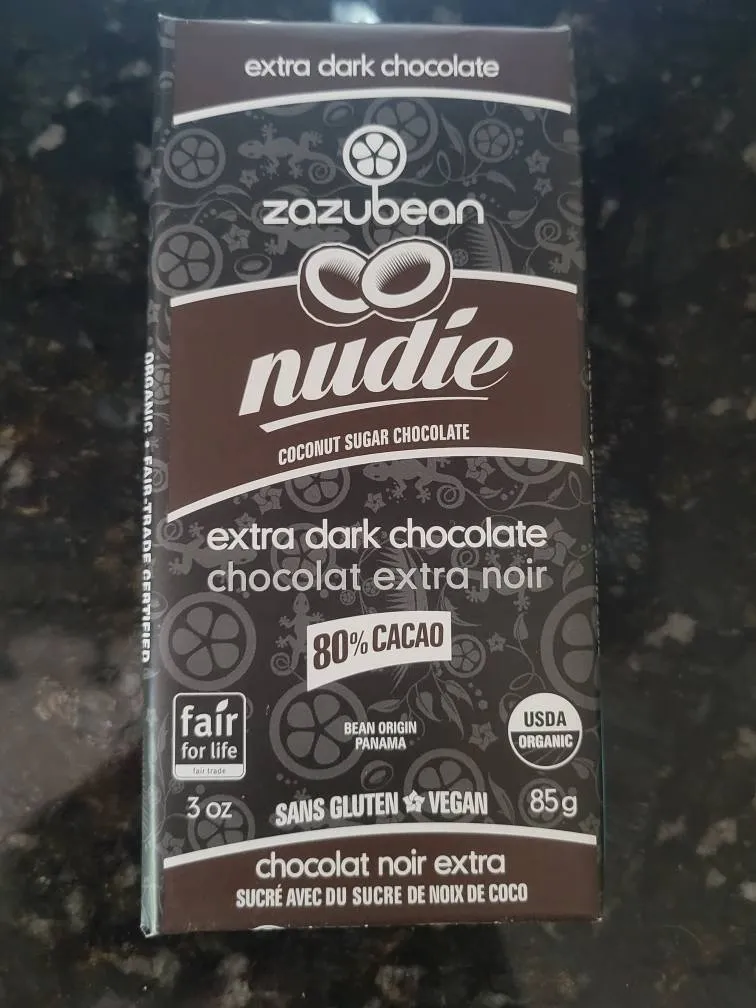 extra dark chocolate
zazubean
nudie
COCONUT SUGAR CHOCOLATE
extra dark chocolate
chocolat extra noir
80% CACAO
fair
for life
fair trade
BEAN ORIGIN
PANAMA
USDA
ORGANIC
3 oz
SANS GLUTEN VEGAN
85g
chocolat noir extra
SUCRÉ AVEC DU SUCRE DE NOIX DE COCO
ORGANIC • FAIR TRADE CERTIFIED